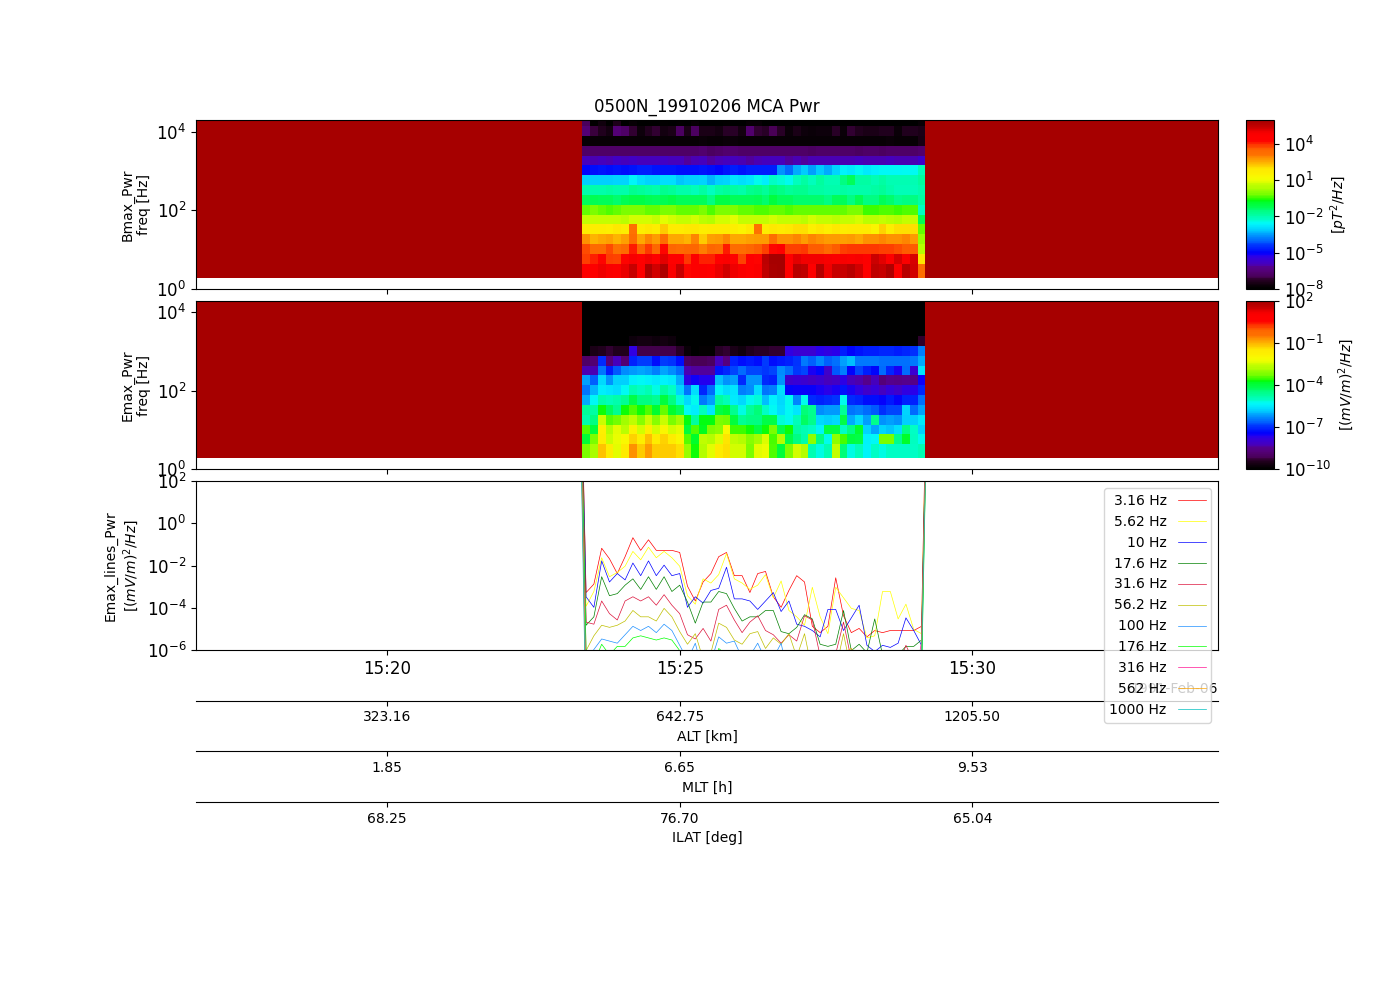 0500N_19910206 MCA Pwr
Bmax_Pwr
freq [Hz]
10^4
10^2
10^0
10^4
10^1
10^-2
10^-5
10^-8
[pT^2/Hz]
Emax_Pwr
freq [Hz]
10^4
10^2
10^0
10^2
10^-1
10^-4
10^-7
10^-10
[(mV/m)^2/Hz]
Emax_lines_Pwr
[(mV/m)^2/Hz]
10^2
10^0
10^-2
10^-4
10^-6
3.16 Hz
5.62 Hz
10 Hz
17.6 Hz
31.6 Hz
56.2 Hz
100 Hz
176 Hz
316 Hz
562 Hz
1000 Hz
15:20 15:25 15:30
-Feb-06
323.16 642.75 1205.50
ALT [km]
1.85 6.65 9.53
MLT [h]
68.25 76.70 65.04
ILAT [deg]